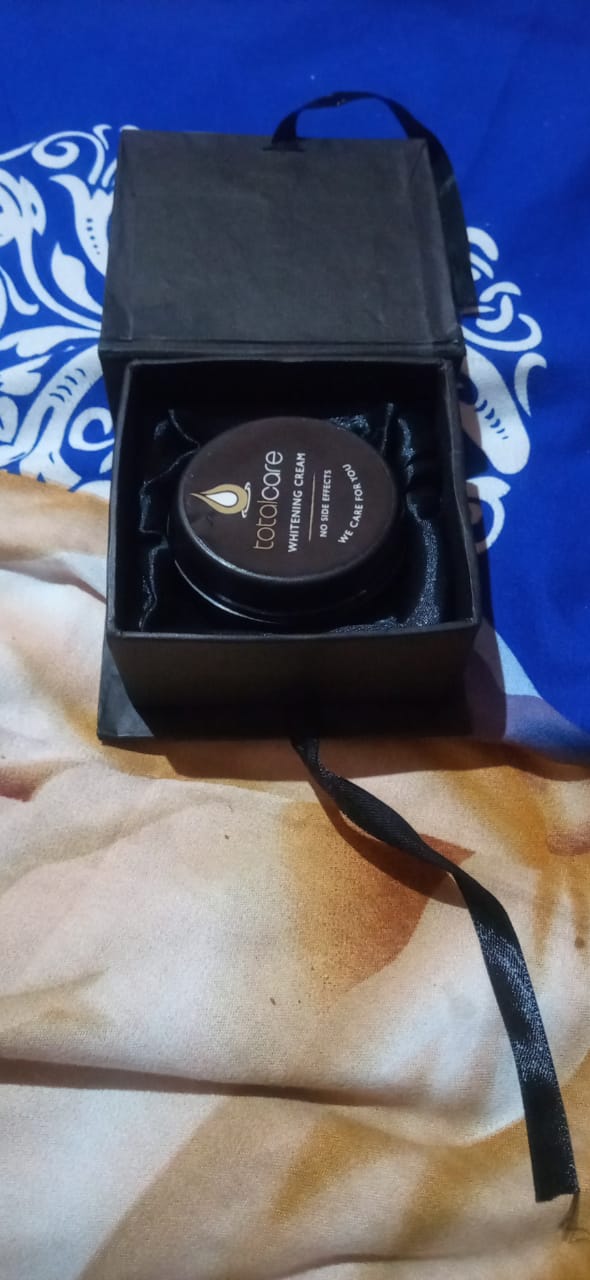 totalcare
WHITENING CREAM
NO SIDE EFFECTS
WE CARE FOR YOU